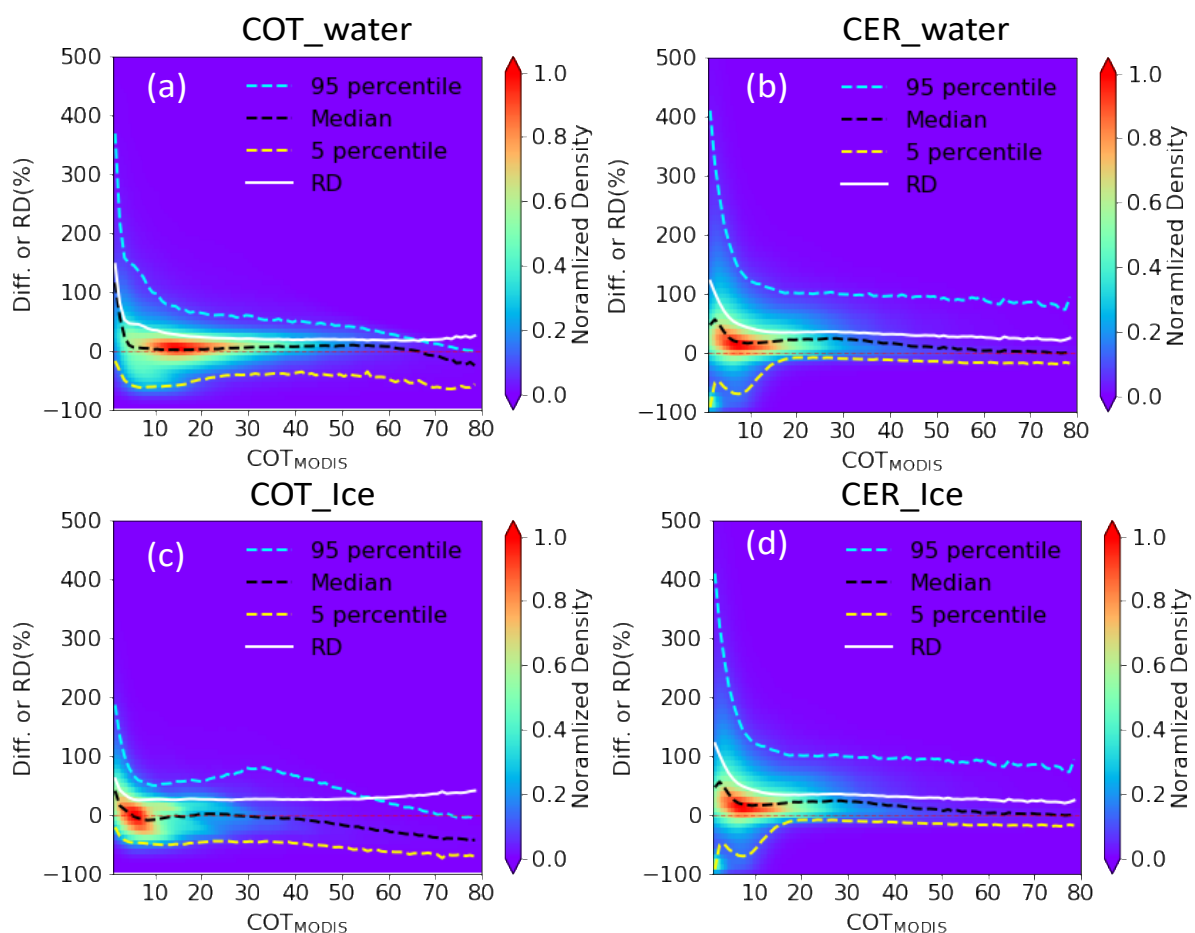 COT_water
500
400
300
200
100
0
−100
Diff. or RD(%)
(a)
95 percentile
Median
5 percentile
RD
10 20 30 40 50 60 70 80
COTMODIS
1.0
0.8
0.6
0.4
0.2
0.0
Noramlized Density
CER_water
500
400
300
200
100
0
−100
Diff. or RD(%)
(b)
95 percentile
Median
5 percentile
RD
10 20 30 40 50 60 70 80
COTMODIS
1.0
0.8
0.6
0.4
0.2
0.0
Noramlized Density
COT_Ice
500
400
300
200
100
0
−100
Diff. or RD(%)
(c)
95 percentile
Median
5 percentile
RD
10 20 30 40 50 60 70 80
COTMODIS
1.0
0.8
0.6
0.4
0.2
0.0
Noramlized Density
CER_Ice
500
400
300
200
100
0
−100
Diff. or RD(%)
(d)
95 percentile
Median
5 percentile
RD
10 20 30 40 50 60 70 80
COTMODIS
1.0
0.8
0.6
0.4
0.2
0.0
Noramlized Density